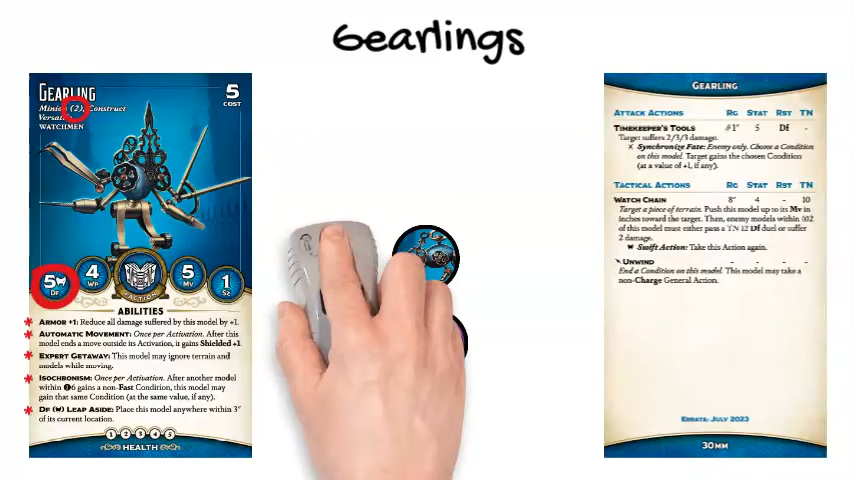 Gearlings
GEARLING
5
COST
Minion (2), Construct
WATCHMEN
5
DF
4
WP
ACTION
5
MV
1
SZ
ABILITIES
* ARMOR +1: Reduce all damage suffered by this model by +1.
* AUTOMATIC MOVEMENT: Once per Activation. After this
model ends a move outside its Activation, it gains Shielded +1.
* EXPERT GETAWAY: This model may ignore terrain and
models while moving.
* ISOCHRONISM: Once per Activation. After another model
within 6 gains a non-Fast Condition, this model may
gain that same Condition (at the same value, if any).
* DF LEAP ASIDE: Place this model anywhere within 3"
of its current location.
1 2 3 4 5
HEALTH
GEARLING
ATTACK ACTIONS RG STAT RST TN
TIMEKEEPER'S TOOLS 1" 5 Df -
Target suffers 2/3/3 damage.
Synchronize Fate: Enemy only. Choose a Condition
on this model. Target gains the chosen Condition
(at a value of +1, if any).
TACTICAL ACTIONS RG STAT RST TN
WATCH CHAIN 8" 4 - 10
Target a piece of terrain. Push this model up to its Mv in
inches toward the target. Then, enemy models within 2
of this model must either pass a TN 12 Df duel or suffer
2 damage.
Swift Action: Take this Action again.
UNWIND - - - -
End a Condition on this model. This model may take a
non-Charge General Action.
ERRATA: JULY 2023
30MM